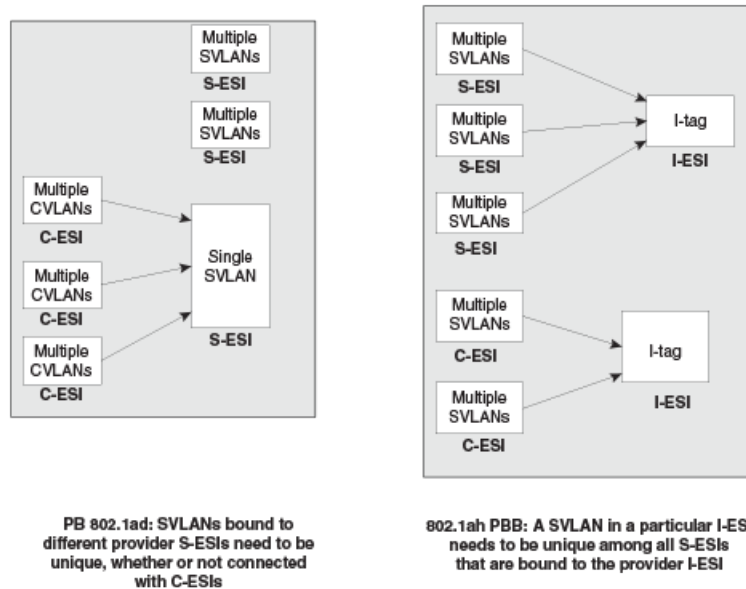 Multiple
SVLANs
S-ESI
Multiple
SVLANs
S-ESI
Multiple
CVLANs
C-ESI
Multiple
CVLANs
C-ESI
Multiple
CVLANs
C-ESI
Single
SVLAN
S-ESI
PB 802.1ad: SVLANs bound to
different provider S-ESIs need to be
unique, whether or not connected
with C-ESIs
Multiple
SVLANs
S-ESI
Multiple
SVLANs
S-ESI
Multiple
SVLANs
S-ESI
I-tag
I-ESI
Multiple
SVLANs
C-ESI
Multiple
SVLANs
C-ESI
I-tag
I-ESI
802.1ah PBB: A SVLAN in a particular I-ES
needs to be unique among all S-ESIs
that are bound to the provider I-ESI